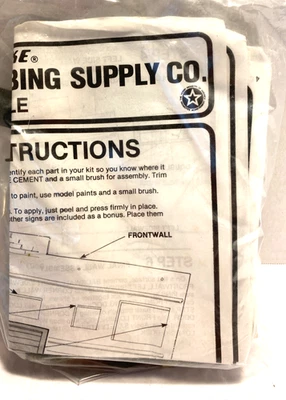 KE®
BING SUPPLY CO.
LE
TRUCTIONS
entify each part in your kit so you know where it
CEMENT and a small brush for assembly. Trim
to paint, use model paints and a small brush.
. To apply, just peel and press firmly in place.
ther signs are included as a bonus. Place them
FRONTWALL